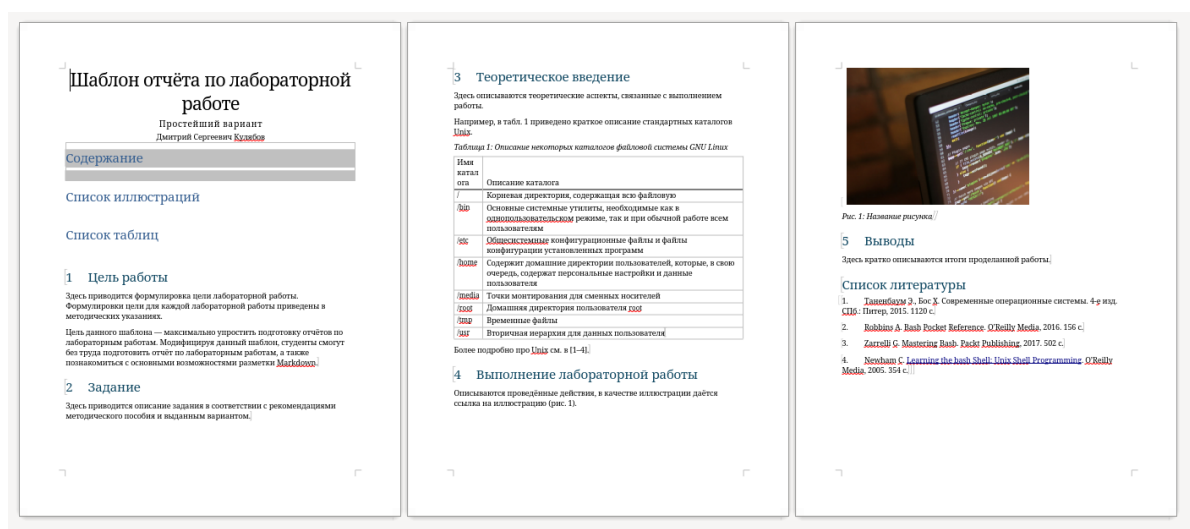 Шаблон отчёта по лабораторной
работе
Простейший вариант
Дмитрий Сергеевич Кулябов
Содержание
Список иллюстраций
Список таблиц
1 Цель работы
Здесь приводится формулировка цели лабораторной работы.
Формулировки цели для каждой лабораторной работы приведены в
методических указаниях.
Цель данного шаблона — максимально упростить подготовку отчётов по
лабораторным работам. Модифицируя данный шаблон, студенты смогут
без труда подготовить отчёт по лабораторным работам, а также
познакомиться с основными возможностями разметки Markdown.
2 Задание
Здесь приводится описание задания в соответствии с рекомендациями
методического пособия и выданным вариантом.
3 Теоретическое введение
Здесь описываются теоретические аспекты, связанные с выполнением
работы.
Например, в табл. 1 приведено краткое описание стандартных каталогов
Unix.
Таблица 1: Описание некоторых каталогов файловой системы GNU Linux
Имя
катал
ога Описание каталога
/ Корневая директория, содержащая всю файловую
/bin Основные системные утилиты, необходимые как в
однопользовательском режиме, так и при обычной работе всем
пользователям
/etc Общесистемные конфигурационные файлы и файлы
конфигурации установленных программ
/home Содержит домашние директории пользователей, которые, в свою
очередь, содержат персональные настройки и данные
пользователя
/media Точки монтирования для сменных носителей
/root Домашняя директория пользователя root
/tmp Временные файлы
/usr Вторичная иерархия для данных пользователя
Более подробно про Unix см. в [1–4].
4 Выполнение лабораторной работы
Описываются проведённые действия, в качестве иллюстрации даётся
ссылка на иллюстрацию (рис. 1).
Рис. 1: Название рисунка
5 Выводы
Здесь кратко описываются итоги проделанной работы.
Список литературы
1. Таненбаум Э., Бос Х. Современные операционные системы. 4-е изд.
СПб.: Питер, 2015. 1120 с.
2. Robbins A. Bash Pocket Reference. O'Reilly Media, 2016. 156 с.
3. Zarrelli G. Mastering Bash. Packt Publishing, 2017. 502 с.
4. Newham C. Learning the bash Shell: Unix Shell Programming. O'Reilly
Media, 2005. 354 с.